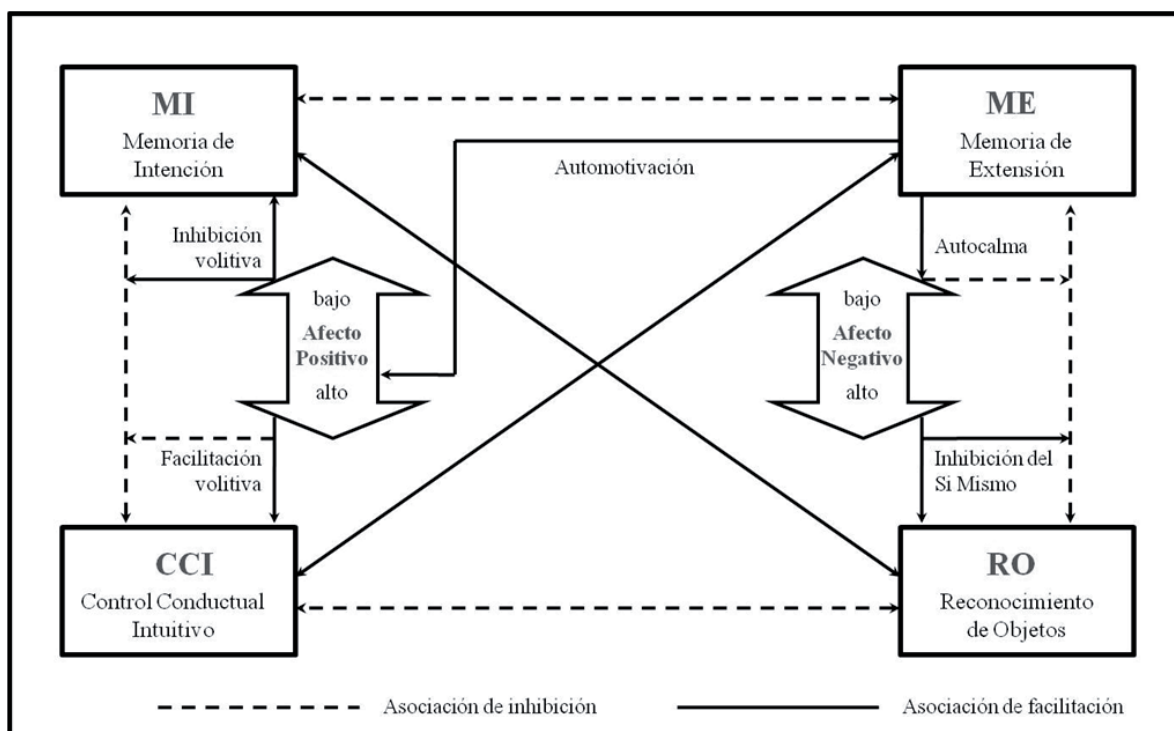 MI
Memoria de
Intención
ME
Memoria de
Extensión
Automotivación
Inhibición
volitiva
Autocalma
bajo
Afecto
Positivo
alto
bajo
Afecto
Negativo
alto
Facilitación
volitiva
Inhibición del
Si Mismo
CCI
Control Conductual
Intuitivo
RO
Reconocimiento
de Objetos
Asociación de inhibición
Asociación de facilitación